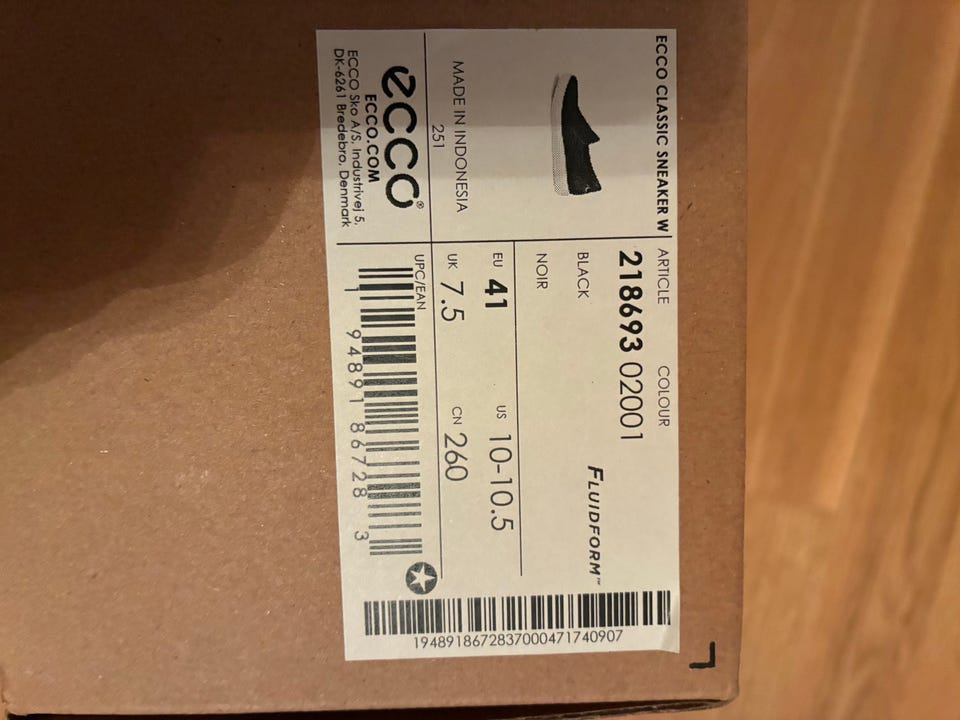 ECCO CLASSIC SNEAKER W
ARTICLE COLOUR
218693 02001
BLACK
FLUIDFORM™
NOIR
MADE IN INDONESIA
251
EU 41 US 10-10.5
UK 7.5 CN 260
ecco®
ECCO.COM
ECCO Sko A/S, Industrivej 5,
DK-6261 Bredebro, Denmark
UPC/EAN
1 94891 86728 3
1948918672837000471740907